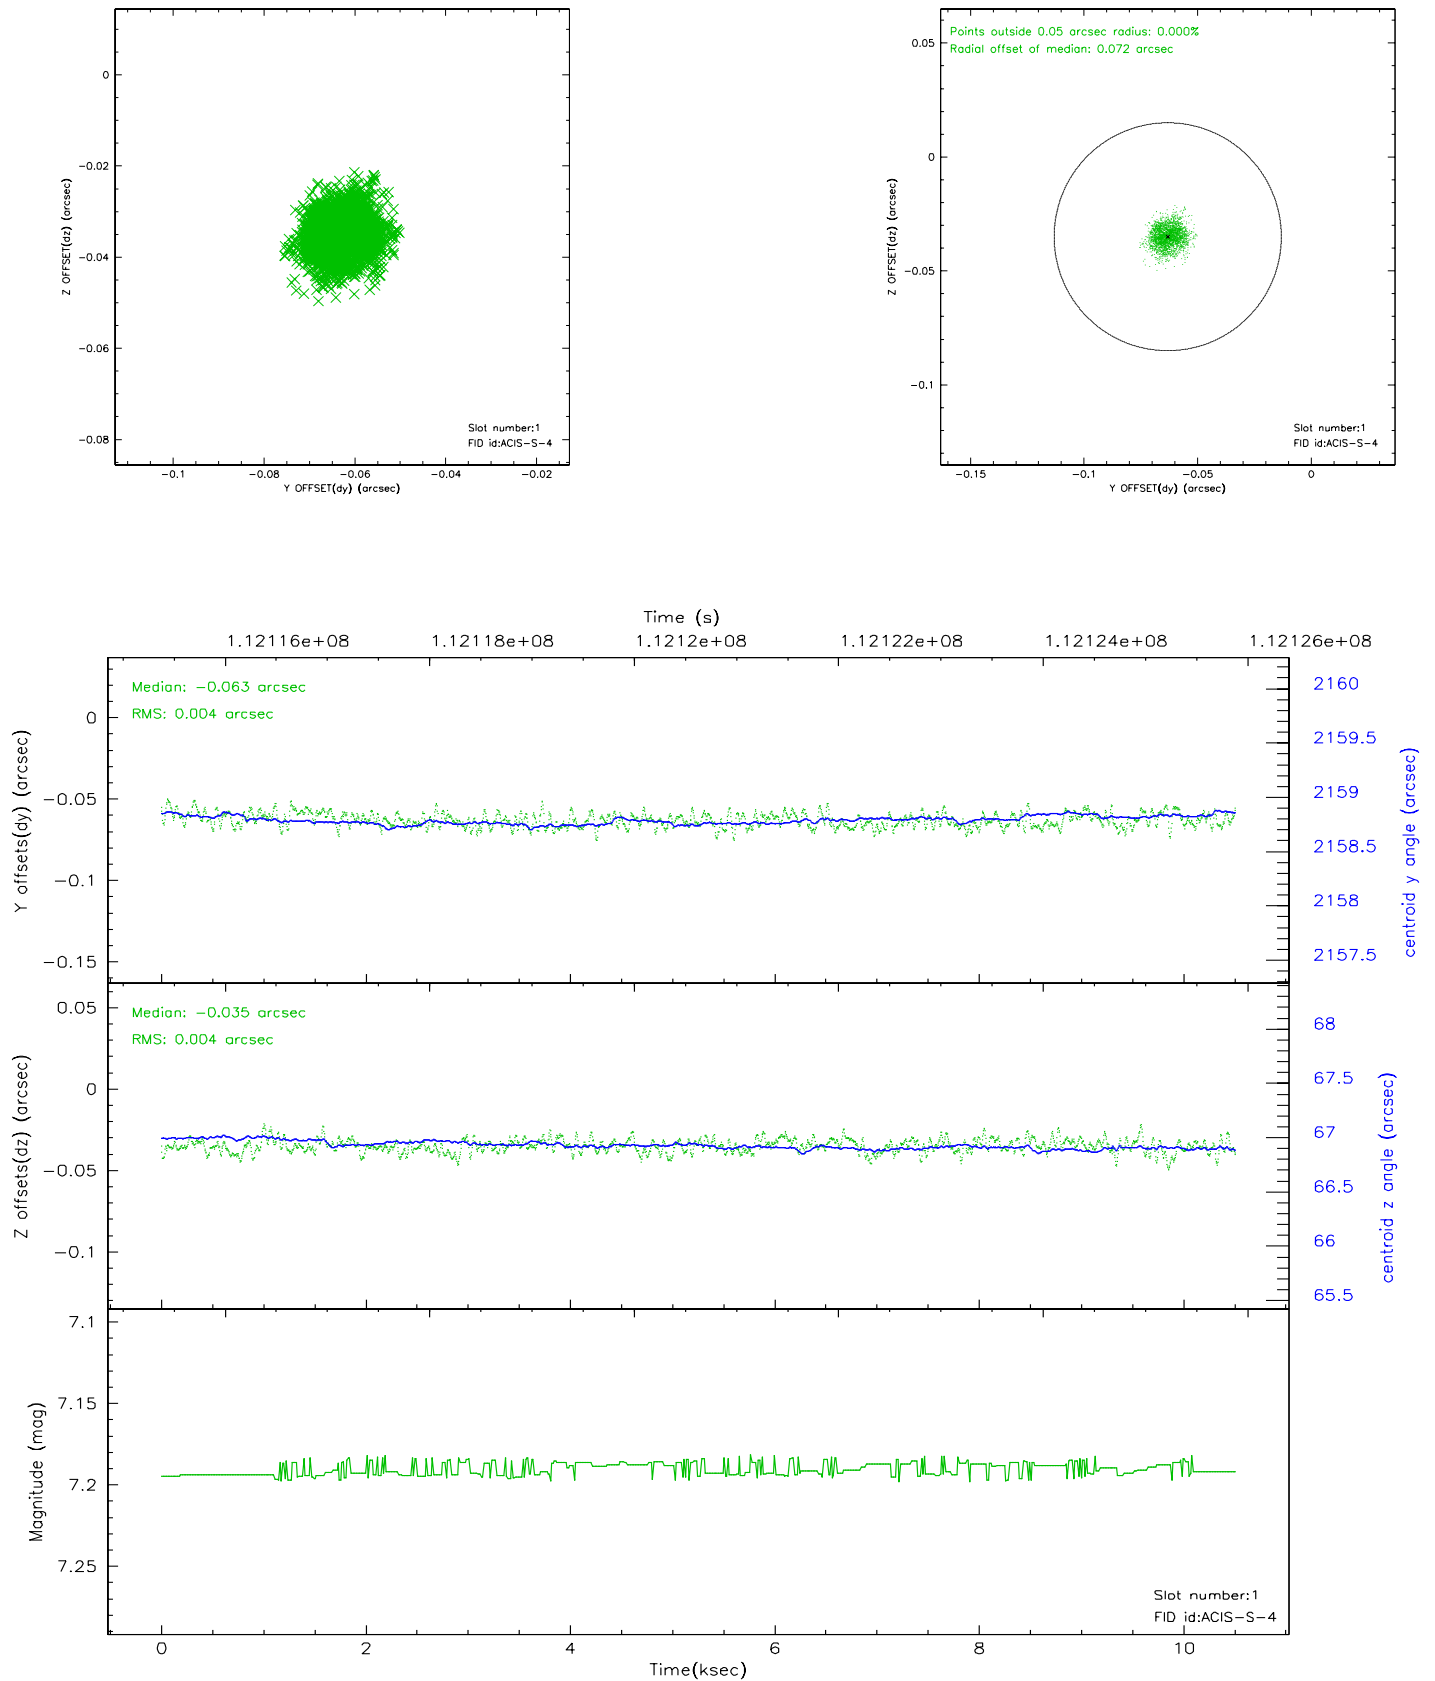 0
−0.02
−0.04
−0.06
−0.08
Z OFFSET(dz) (arcsec)
Slot number:1
FID id:ACIS−S−4
−0.1
−0.08
−0.06
−0.04
−0.02
Y OFFSET(dy) (arcsec)
Points outside 0.05 arcsec radius: 0.000%
Radial offset of median: 0.072 arcsec
0.05
0
−0.05
−0.1
Z OFFSET(dz) (arcsec)
Slot number:1
FID id:ACIS−S−4
−0.15
−0.1
−0.05
0
Y OFFSET(dy) (arcsec)
Time (s)
1.12116e+08
1.12118e+08
1.1212e+08
1.12122e+08
1.12124e+08
1.12126e+08
Median: −0.063 arcsec
RMS: 0.004 arcsec
0
−0.05
−0.1
−0.15
Y offsets(dy) (arcsec)
2160
2159.5
2159
2158.5
2158
2157.5
centroid y angle (arcsec)
Median: −0.035 arcsec
RMS: 0.004 arcsec
0.05
0
−0.05
−0.1
Z offsets(dz) (arcsec)
68
67.5
67
66.5
66
65.5
centroid z angle (arcsec)
7.1
7.15
7.2
7.25
Magnitude (mag)
Slot number:1
FID id:ACIS−S−4
0
2
4
6
8
10
Time(ksec)